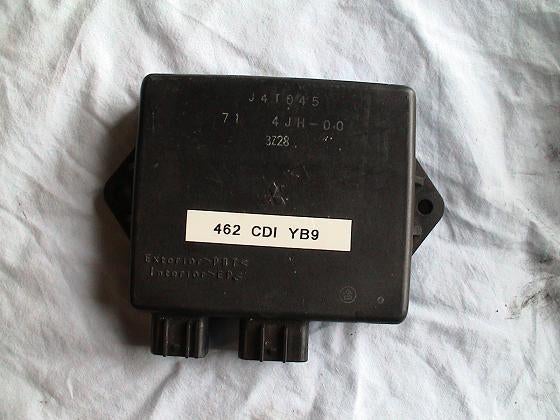 J4T045
71 4JH-00
3Z28
462 CDI YB9
Exterior>PBT<
Interior>EP<